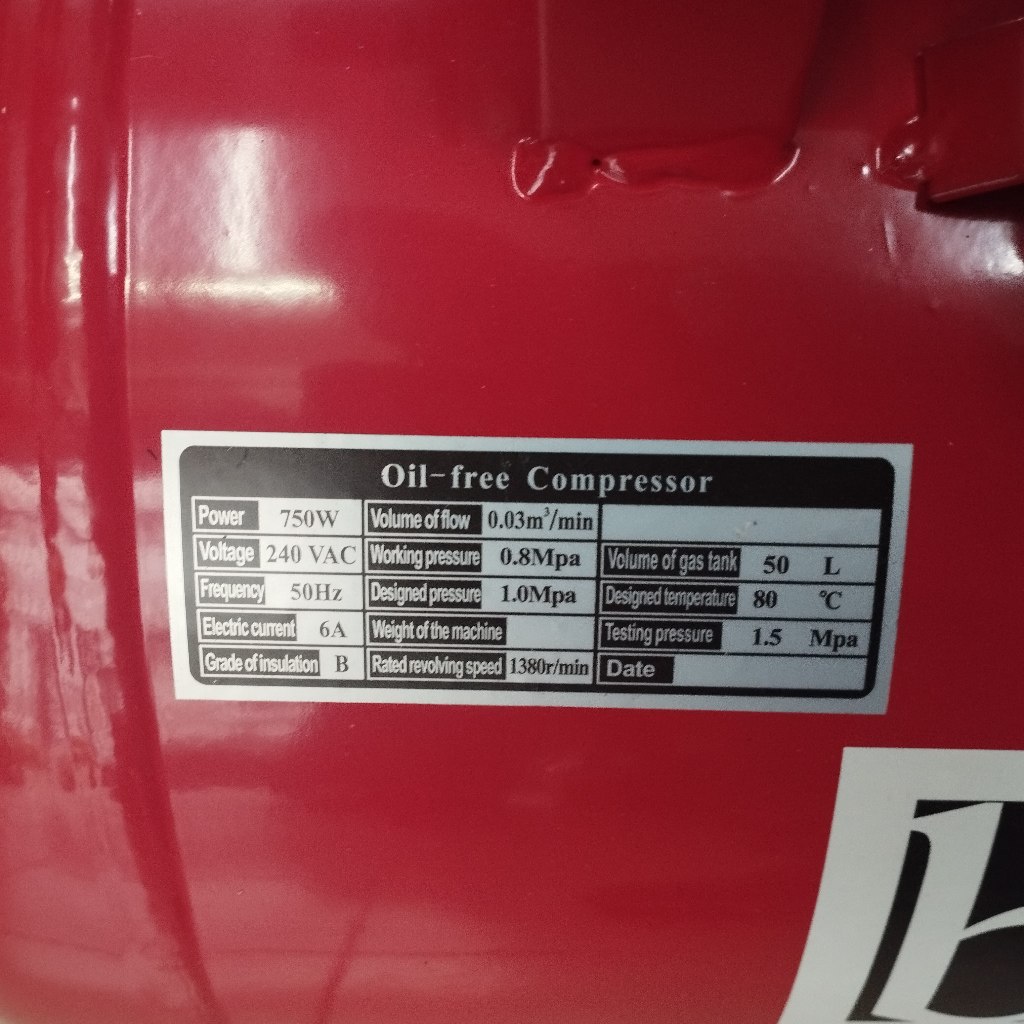 Oil-free Compressor
Power 750W Volume of flow 0.03m³/min
Voltage 240 VAC Working pressure 0.8Mpa Volume of gas tank 50 L
Frequency 50Hz Designed pressure 1.0Mpa Designed temperature 80 ℃
Electric current 6A Weight of the machine Testing pressure 1.5 Mpa
Grade of insulation B Rated revolving speed 1380r/min Date